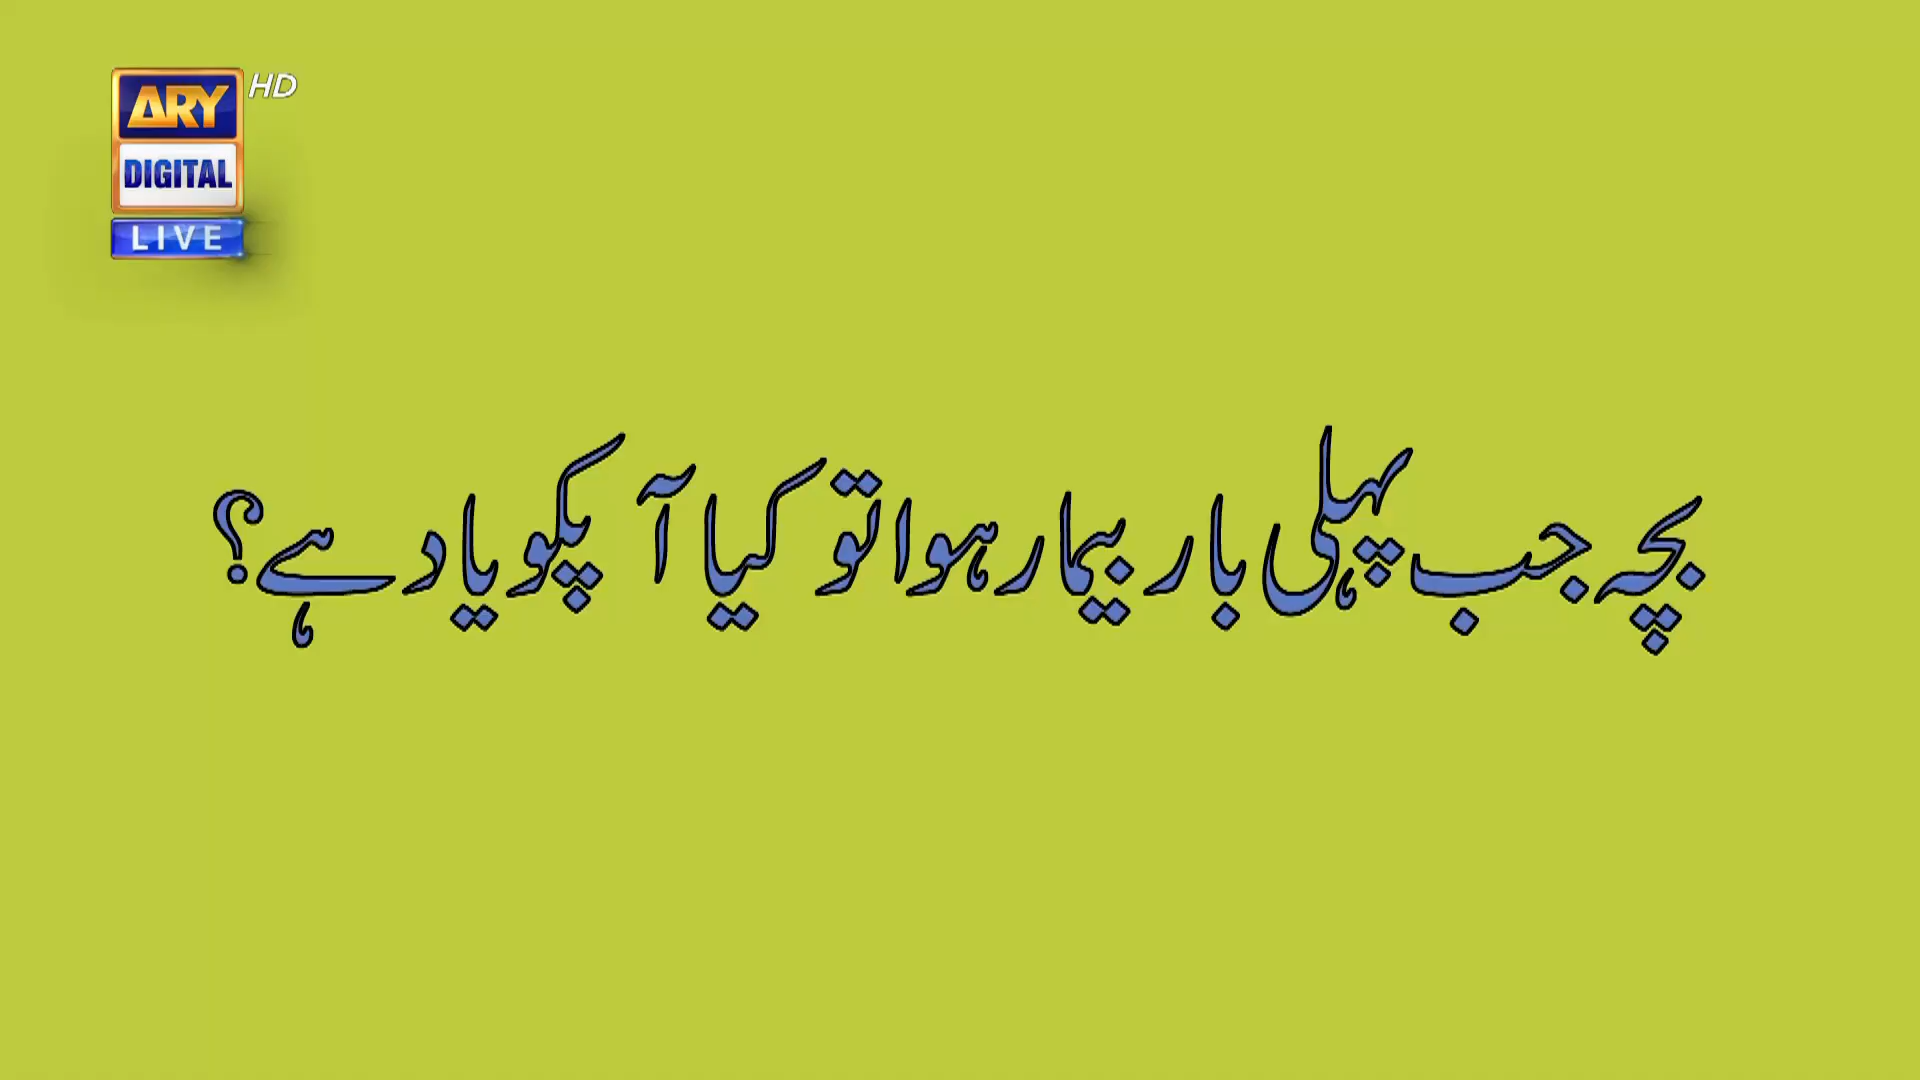 ARY HD
DIGITAL
LIVE
بچہ جب پہلی بار بیمار ہوا تو کیا آپکو یاد ہے؟